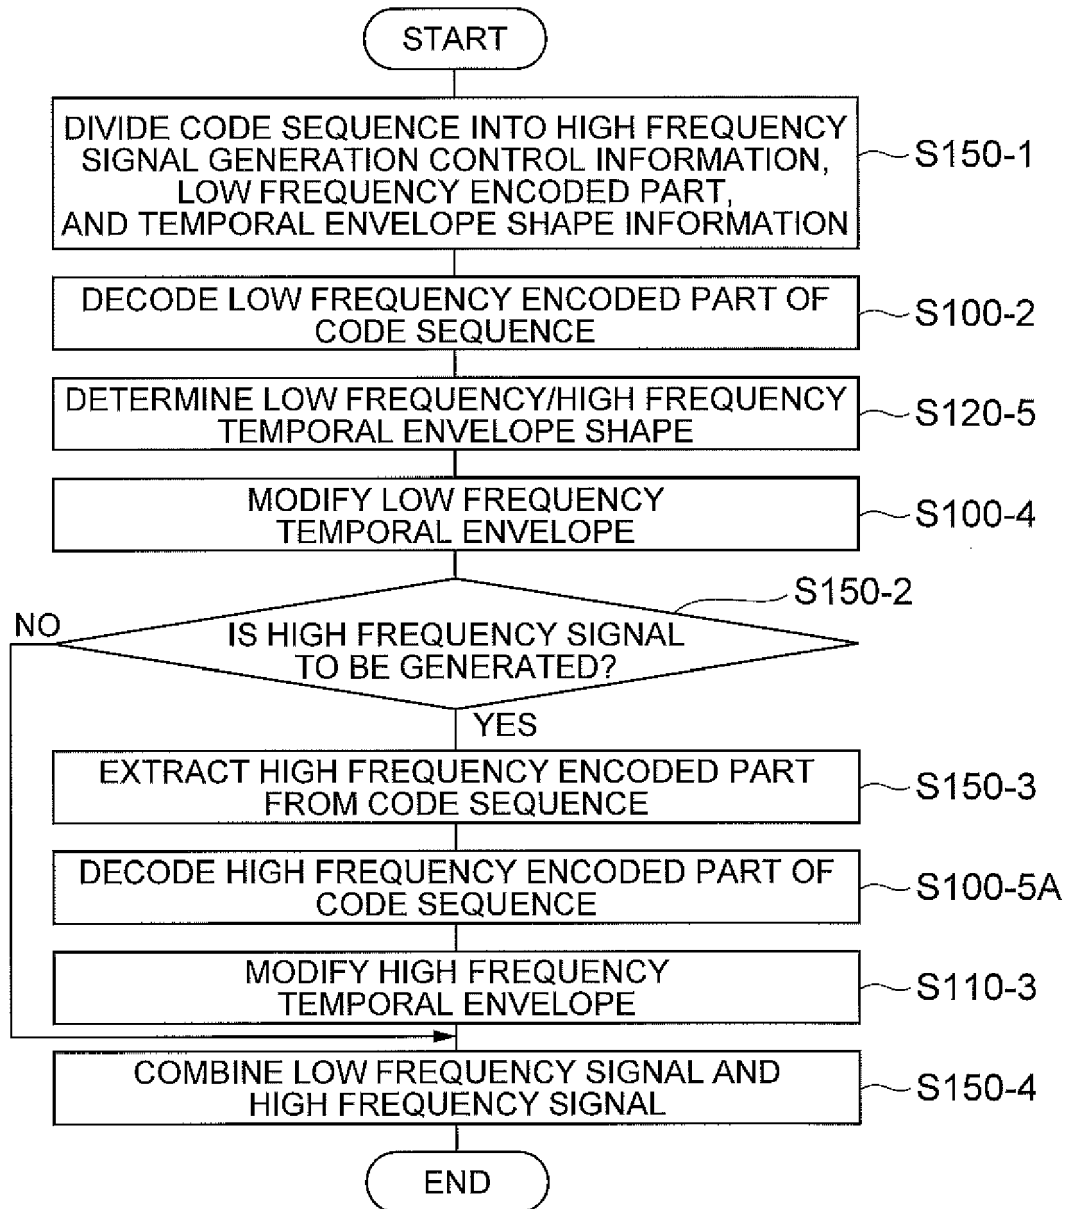 START
DIVIDE CODE SEQUENCE INTO HIGH FREQUENCY
SIGNAL GENERATION CONTROL INFORMATION,
LOW FREQUENCY ENCODED PART,
AND TEMPORAL ENVELOPE SHAPE INFORMATION
S150-1
DECODE LOW FREQUENCY ENCODED PART OF
CODE SEQUENCE
S100-2
DETERMINE LOW FREQUENCY/HIGH FREQUENCY
TEMPORAL ENVELOPE SHAPE
S120-5
MODIFY LOW FREQUENCY
TEMPORAL ENVELOPE
S100-4
S150-2
NO
IS HIGH FREQUENCY SIGNAL
TO BE GENERATED?
YES
EXTRACT HIGH FREQUENCY ENCODED PART
FROM CODE SEQUENCE
S150-3
DECODE HIGH FREQUENCY ENCODED PART OF
CODE SEQUENCE
S100-5A
MODIFY HIGH FREQUENCY
TEMPORAL ENVELOPE
S110-3
COMBINE LOW FREQUENCY SIGNAL AND
HIGH FREQUENCY SIGNAL
S150-4
END